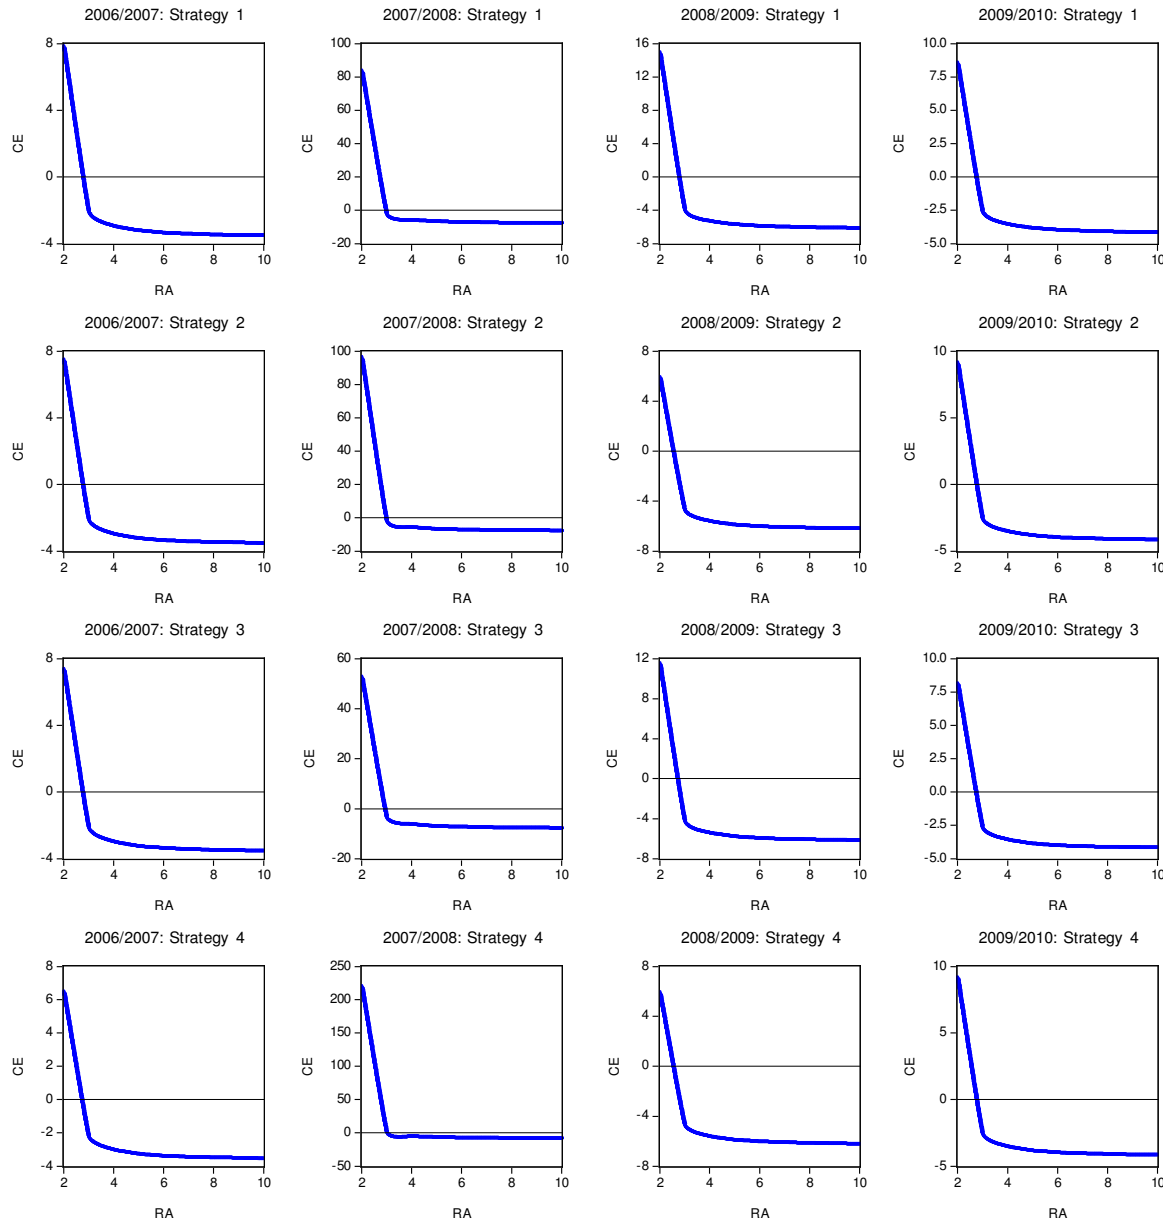 2006/2007: Strategy 1
8
4
0
-4
CE
2 4 6 8 10
RA
2007/2008: Strategy 1
100
80
60
40
20
0
-20
CE
2 4 6 8 10
RA
2008/2009: Strategy 1
16
12
8
4
0
-4
-8
CE
2 4 6 8 10
RA
2009/2010: Strategy 1
10.0
7.5
5.0
2.5
0.0
-2.5
-5.0
CE
2 4 6 8 10
RA
2006/2007: Strategy 2
8
4
0
-4
CE
2 4 6 8 10
RA
2007/2008: Strategy 2
100
80
60
40
20
0
-20
CE
2 4 6 8 10
RA
2008/2009: Strategy 2
8
4
0
-4
-8
CE
2 4 6 8 10
RA
2009/2010: Strategy 2
10
5
0
-5
CE
2 4 6 8 10
RA
2006/2007: Strategy 3
8
4
0
-4
CE
2 4 6 8 10
RA
2007/2008: Strategy 3
60
40
20
0
-20
CE
2 4 6 8 10
RA
2008/2009: Strategy 3
12
8
4
0
-4
-8
CE
2 4 6 8 10
RA
2009/2010: Strategy 3
10.0
7.5
5.0
2.5
0.0
-2.5
-5.0
CE
2 4 6 8 10
RA
2006/2007: Strategy 4
8
6
4
2
0
-2
-4
CE
2 4 6 8 10
RA
2007/2008: Strategy 4
250
200
150
100
50
0
-50
CE
2 4 6 8 10
RA
2008/2009: Strategy 4
8
4
0
-4
-8
CE
2 4 6 8 10
RA
2009/2010: Strategy 4
10
5
0
-5
CE
2 4 6 8 10
RA